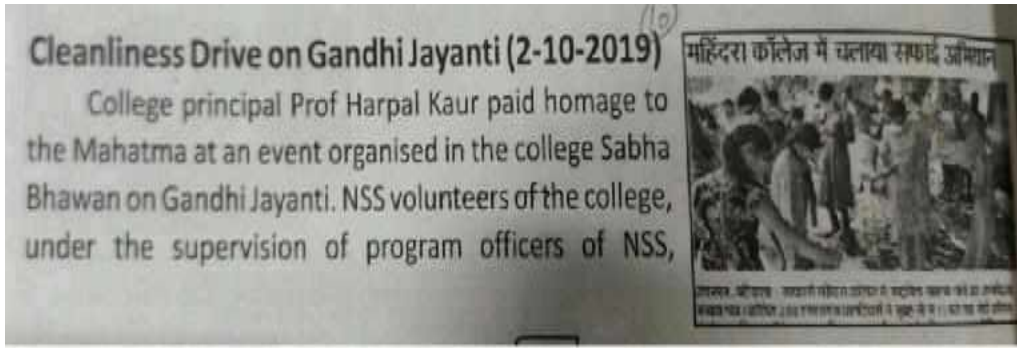 (10)
Cleanliness Drive on Gandhi Jayanti (2-10-2019)
College principal Prof Harpal Kaur paid homage to
the Mahatma at an event organised in the college Sabha
Bhawan on Gandhi Jayanti. NSS volunteers of the college,
under the supervision of program officers of NSS,
महिंदरा कॉलेज में चलाया सफाई अभियान